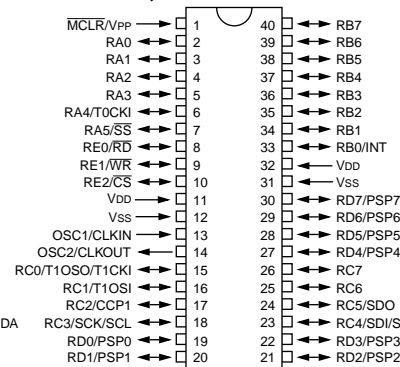 MCLR/VPP 1 40 RB7
RA0 2 39 RB6
RA1 3 38 RB5
RA2 4 37 RB4
RA3 5 36 RB3
RA4/T0CKI 6 35 RB2
RA5/SS 7 34 RB1
RE0/RD 8 33 RB0/INT
RE1/WR 9 32 VDD
RE2/CS 10 31 VSS
VDD 11 30 RD7/PSP7
VSS 12 29 RD6/PSP6
OSC1/CLKIN 13 28 RD5/PSP5
OSC2/CLKOUT 14 27 RD4/PSP4
RC0/T1OSO/T1CKI 15 26 RC7
RC1/T1OSI 16 25 RC6
RC2/CCP1 17 24 RC5/SDO
DA RC3/SCK/SCL 18 23 RC4/SDI/S
RD0/PSP0 19 22 RD3/PSP3
RD1/PSP1 20 21 RD2/PSP2